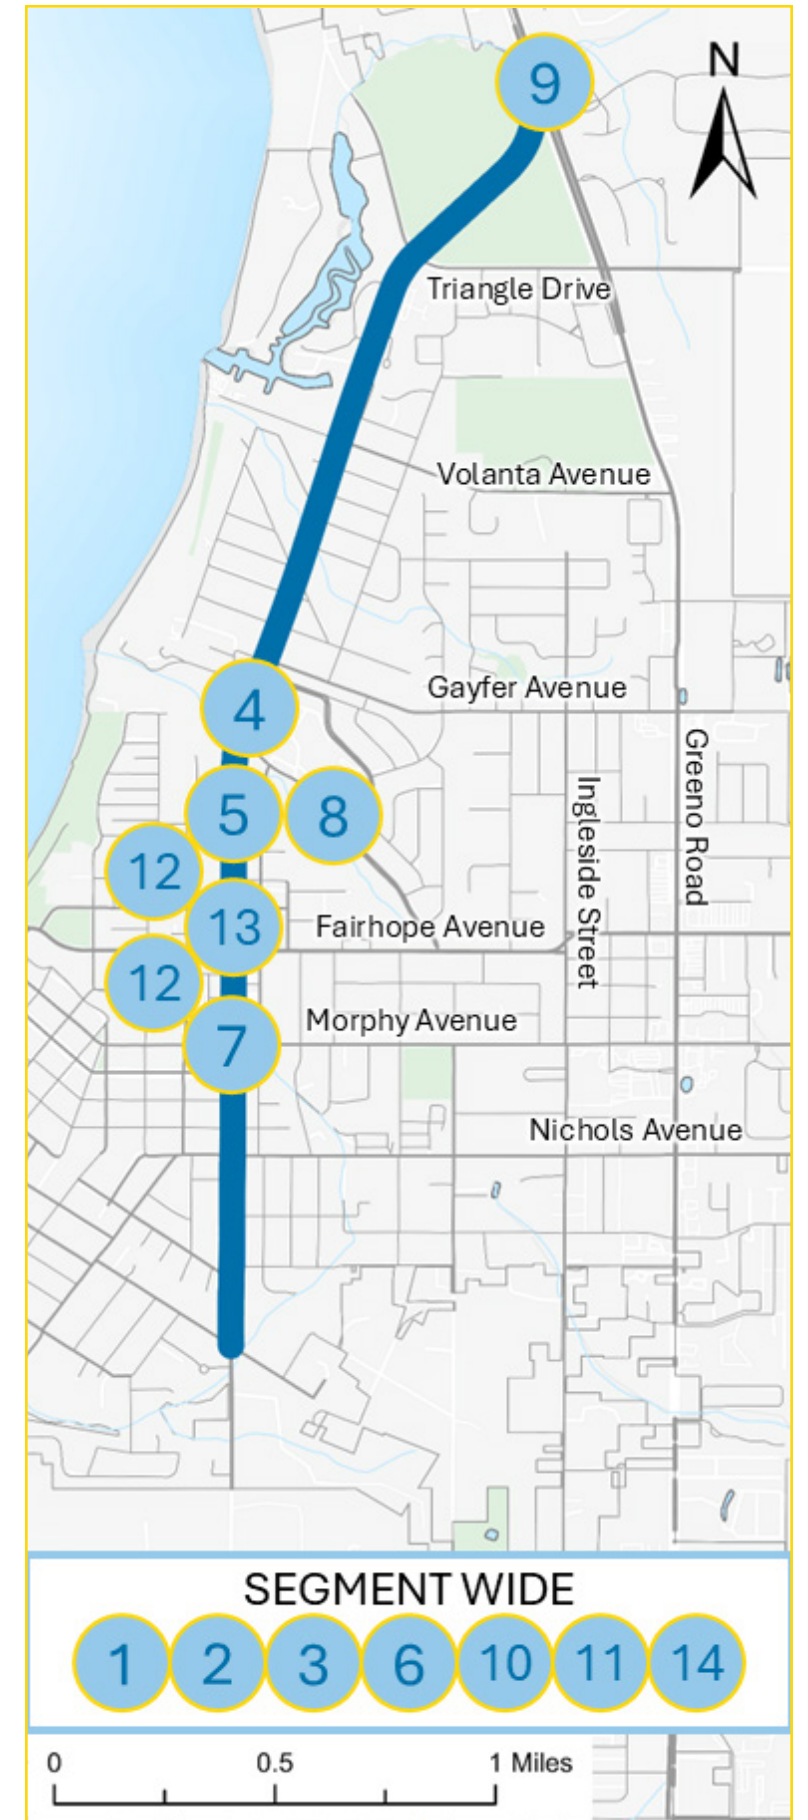 N
9
Triangle Drive
Volanta Avenue
Gayfer Avenue
4
Greeno Road
Ingleside Street
5
8
12
13
Fairhope Avenue
12
Morphy Avenue
7
Nichols Avenue
SEGMENT WIDE
1 2 3 6 10 11 14
0 0.5 1 Miles